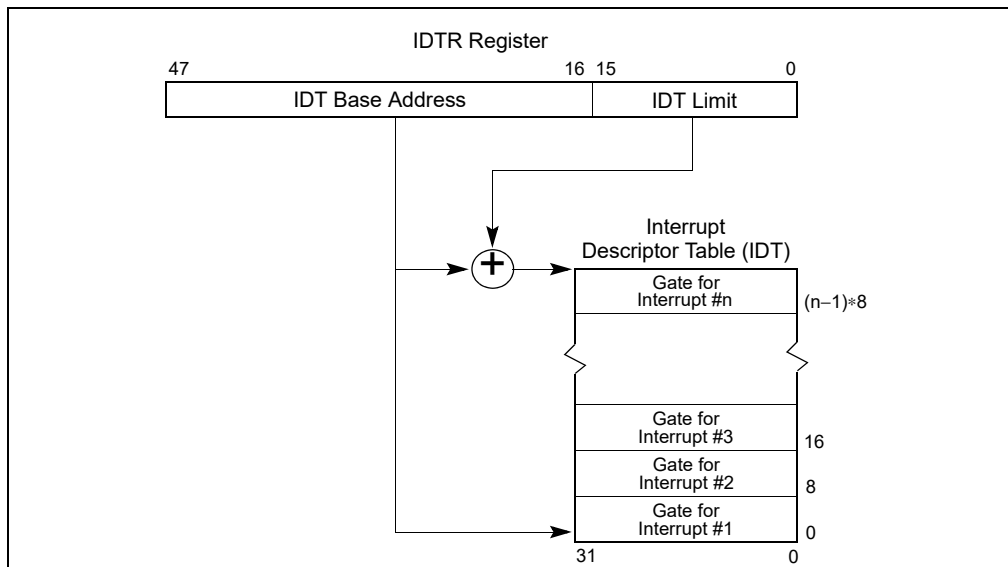 IDTR Register
47 16 15 0
IDT Base Address IDT Limit
Interrupt
Descriptor Table (IDT)
Gate for
Interrupt #n
(n−1)∗8
Gate for
Interrupt #3
16
Gate for
Interrupt #2
8
Gate for
Interrupt #1
0
31 0